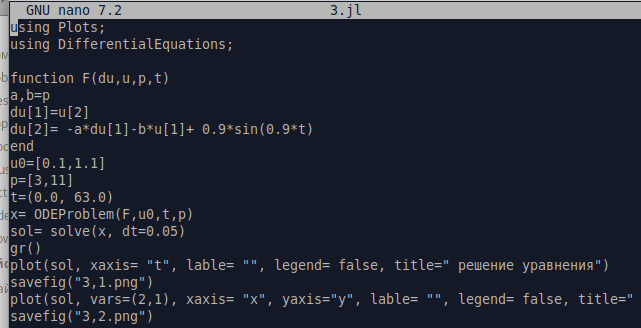 GNU nano 7.2 3.jl
using Plots;
using DifferentialEquations;
function F(du,u,p,t)
a,b=p
du[1]=u[2]
du[2]= -a*du[1]-b*u[1]+ 0.9*sin(0.9*t)
end
u0=[0.1,1.1]
p=[3,11]
t=(0.0, 63.0)
x= ODEProblem(F,u0,t,p)
sol= solve(x, dt=0.05)
gr()
plot(sol, xaxis= "t", lable= "", legend= false, title=" решение уравнения")
savefig("3,1.png")
plot(sol, vars=(2,1), xaxis= "x", yaxis="y", lable= "", legend= false, title="
savefig("3,2.png")